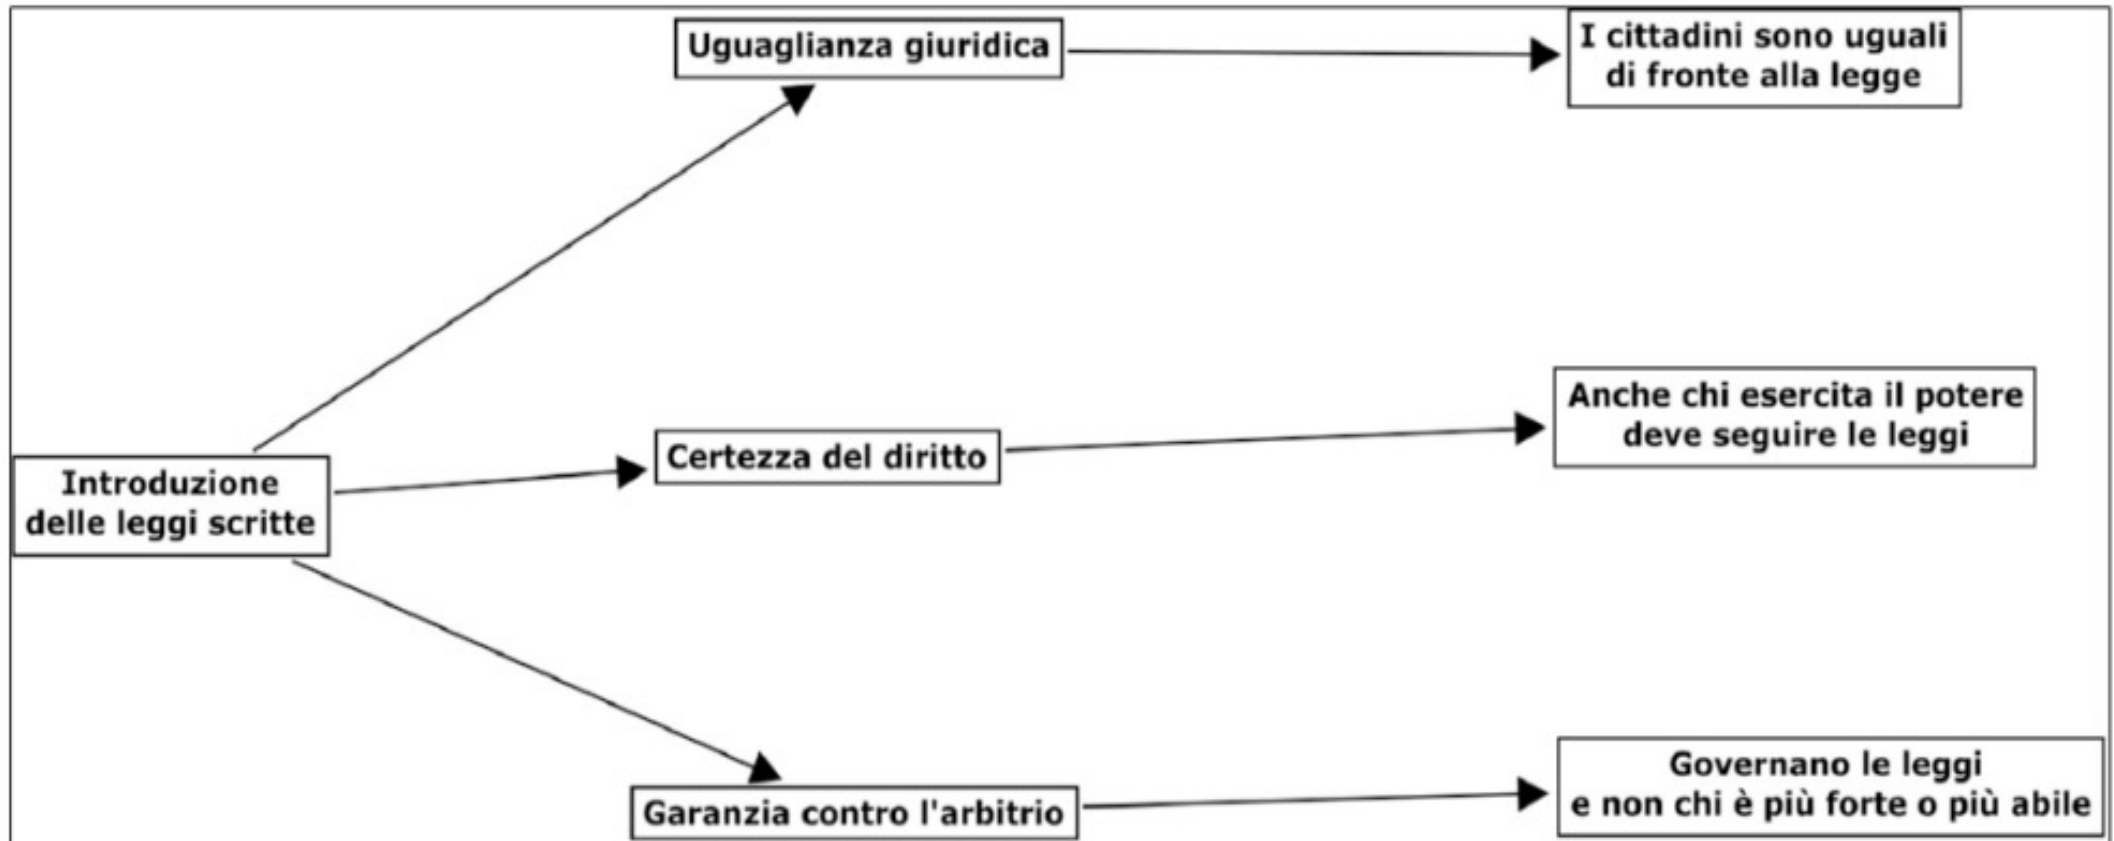 Uguaglianza giuridica
I cittadini sono uguali
di fronte alla legge
Introduzione
delle leggi scritte
Certezza del diritto
Anche chi esercita il potere
deve seguire le leggi
Garanzia contro l'arbitrio
Governano le leggi
e non chi è più forte o più abile